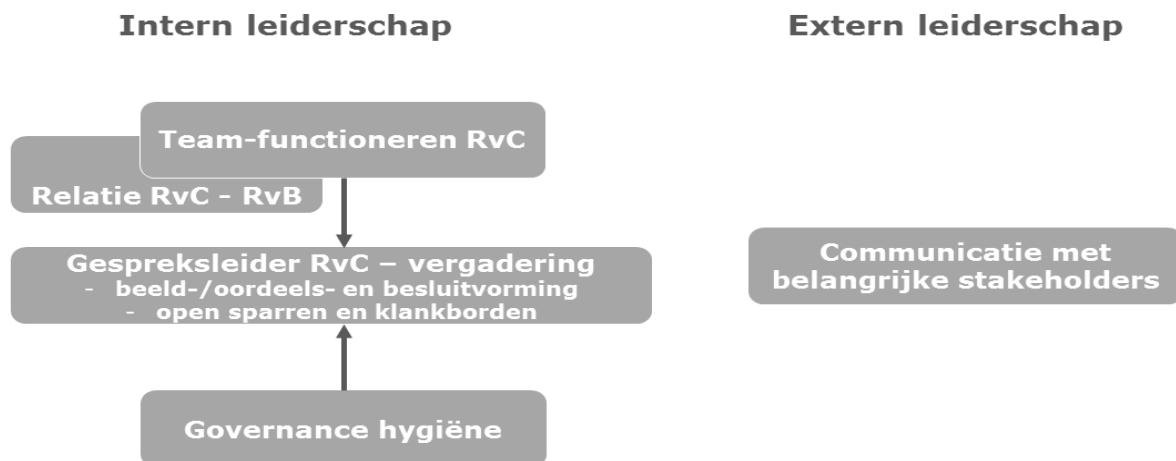 Intern leiderschap
Extern leiderschap
Team-functioneren RvC
Relatie RvC - RvB
Gespreksleider RvC – vergadering
- beeld-/oordeels- en besluitvorming
- open sparren en klankborden
Communicatie met
belangrijke stakeholders
Governance hygiëne